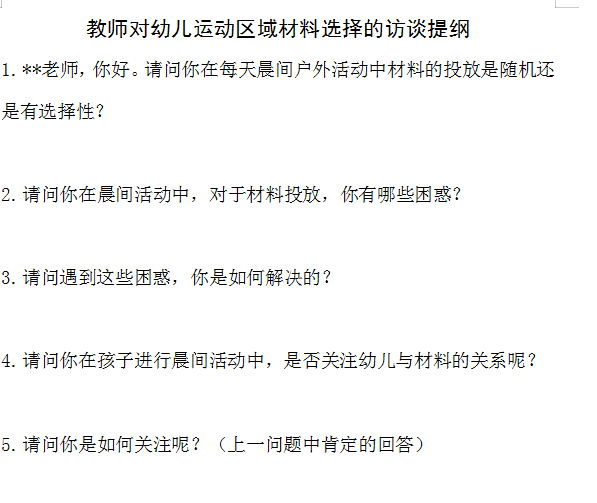 教师对幼儿运动区域材料选择的访谈提纲
1.**老师，你好。请问你在每天晨间户外活动中材料的投放是随机还
是有选择性？
2.请问你在晨间活动中，对于材料投放，你有哪些困惑？
3.请问遇到这些困惑，你是如何解决的？
4.请问你在孩子进行晨间活动中，是否关注幼儿与材料的关系呢？
5.请问你是如何关注呢？（上一问题中肯定的回答）